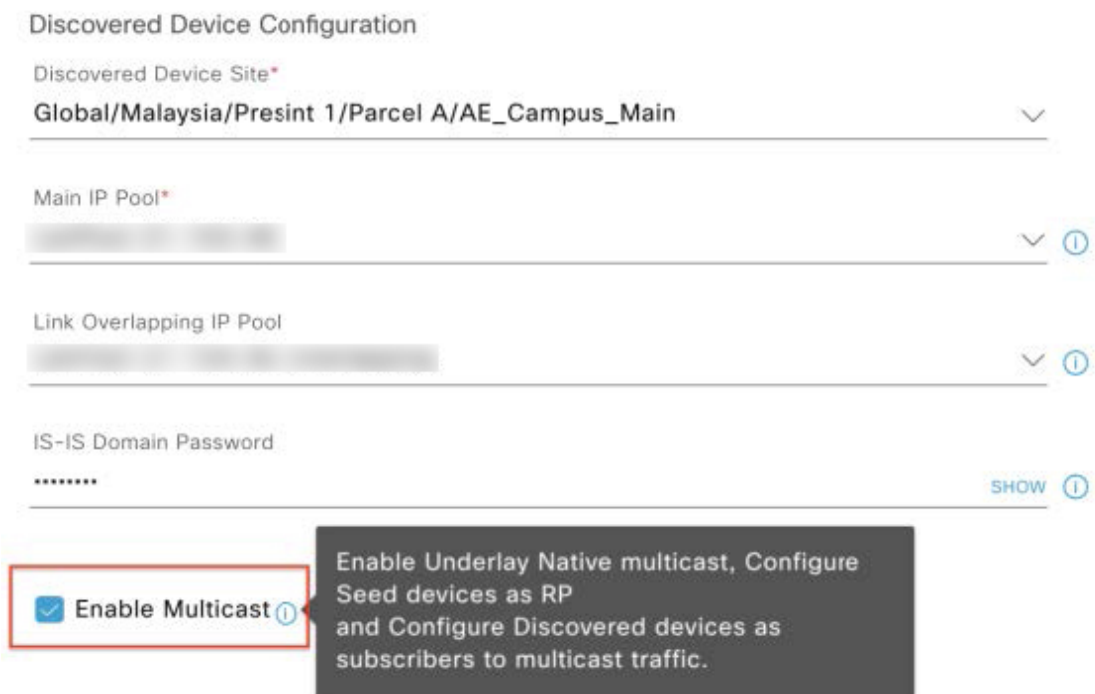 Discovered Device Configuration
Discovered Device Site*
Global/Malaysia/Presint 1/Parcel A/AE_Campus_Main
Main IP Pool*
Link Overlapping IP Pool
IS-IS Domain Password
••••••••
SHOW
Enable Multicast
Enable Underlay Native multicast, Configure
Seed devices as RP
and Configure Discovered devices as
subscribers to multicast traffic.